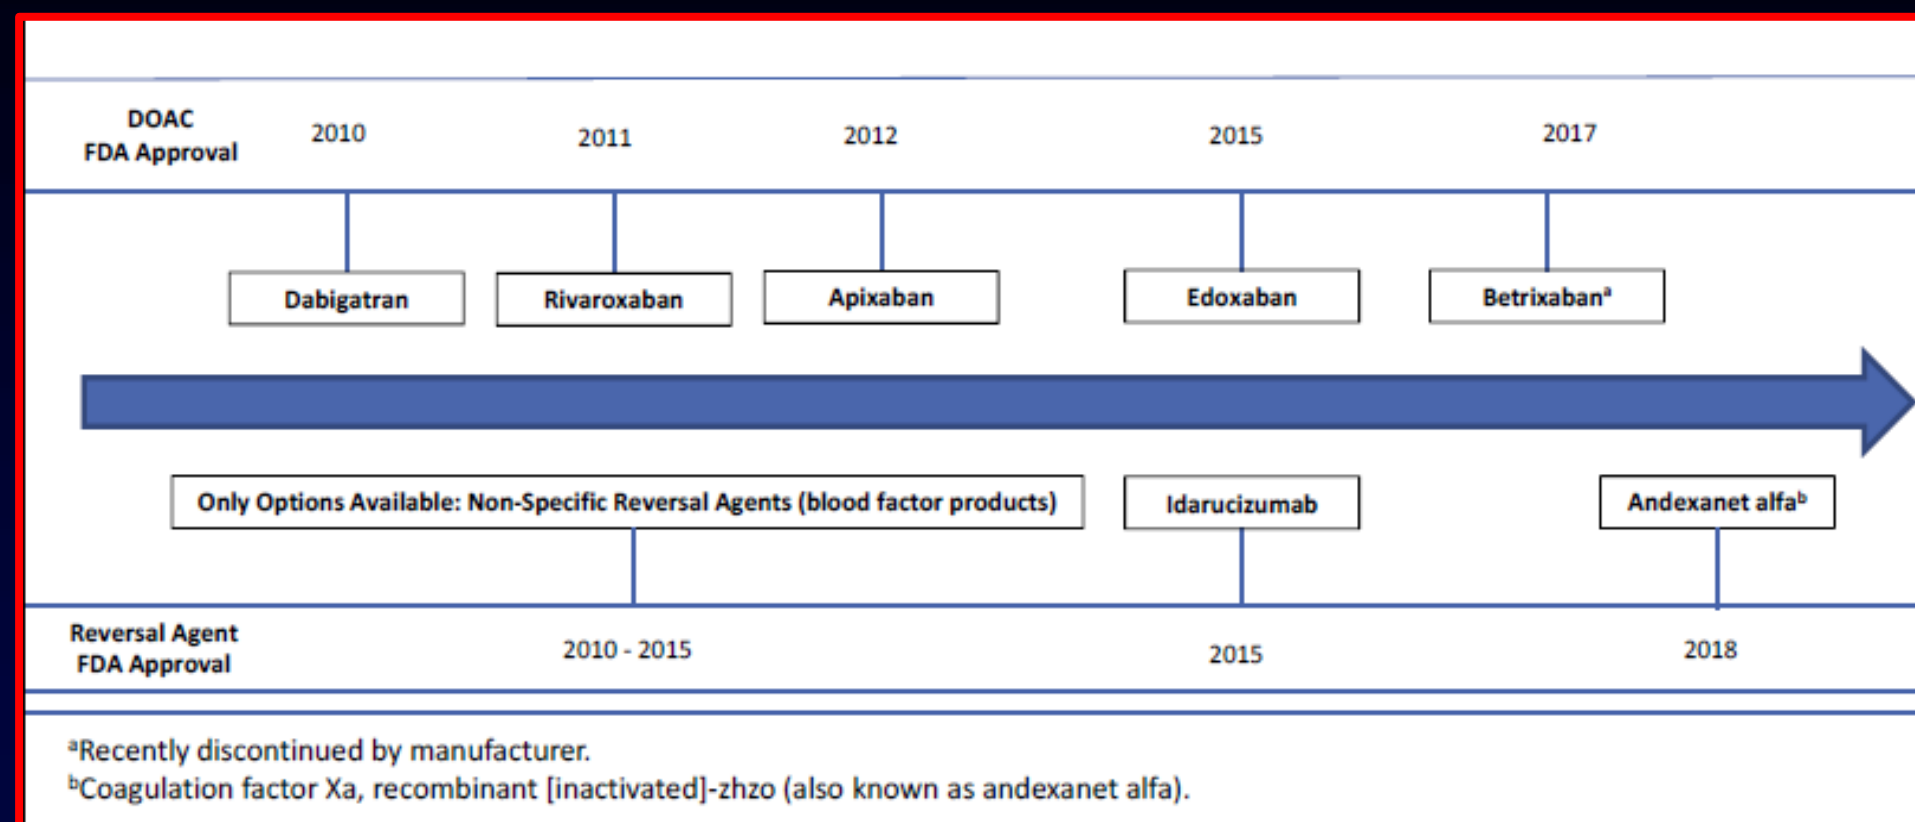 DOAC
FDA Approval
2010
2011
2012
2015
2017
Dabigatran
Rivaroxaban
Apixaban
Edoxaban
Betrixabanᵃ
Only Options Available: Non-Specific Reversal Agents (blood factor products)
Idarucizumab
Andexanet alfaᵇ
Reversal Agent
FDA Approval
2010 - 2015
2015
2018
ᵃRecently discontinued by manufacturer.
ᵇCoagulation factor Xa, recombinant [inactivated]-zhzo (also known as andexanet alfa).